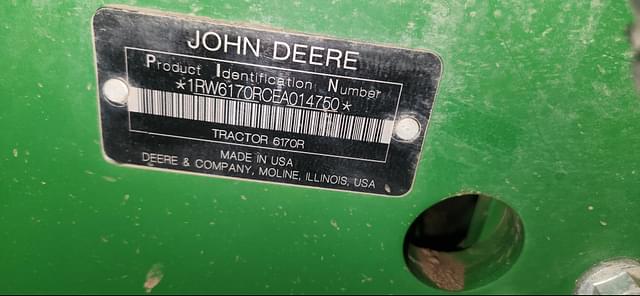 JOHN DEERE
Product Identification Number
*1RW6170RCEA014750*
TRACTOR 6170R
MADE IN USA
DEERE & COMPANY, MOLINE, ILLINOIS, USA